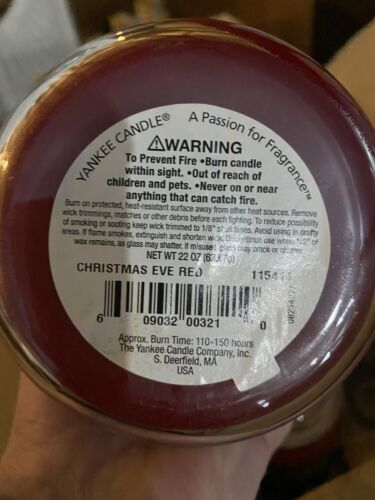 YANKEE CANDLE® A Passion for Fragrance™
⚠WARNING
To Prevent Fire •Burn candle
within sight. •Out of reach of
children and pets. •Never on or near
anything that can catch fire.
Burn on protected, heat-resistant surface away from other heat sources. Remove
wick trimmings, matches or other debris before each lighting. To reduce possibility
of smoking or sooting keep wick trimmed to 1/8" at all times. Avoid using in drafty
areas. If flame smokes, extinguish and shorten wick. Discontinue use when 1/2" of
wax remains, as glass may shatter. If misused, glass may crack or shatter.
NET WT 22 OZ
CHRISTMAS EVE RED
6 09032 00321 0
Approx. Burn Time: 110-150 hours
The Yankee Candle Company, Inc.
S. Deerfield, MA
USA